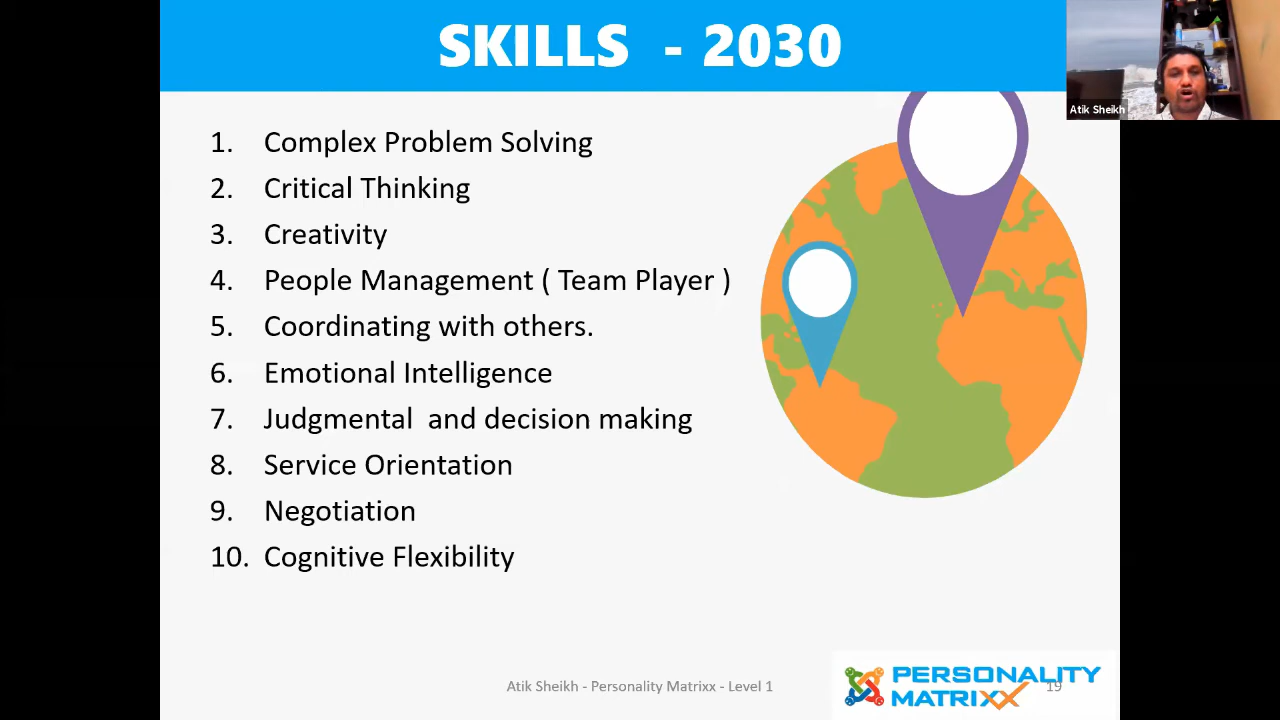 SKILLS - 2030
Atik Sheikh
1. Complex Problem Solving
2. Critical Thinking
3. Creativity
4. People Management ( Team Player )
5. Coordinating with others.
6. Emotional Intelligence
7. Judgmental and decision making
8. Service Orientation
9. Negotiation
10. Cognitive Flexibility
Atik Sheikh - Personality Matrixx - Level 1
PERSONALITY
MATRIXX
19